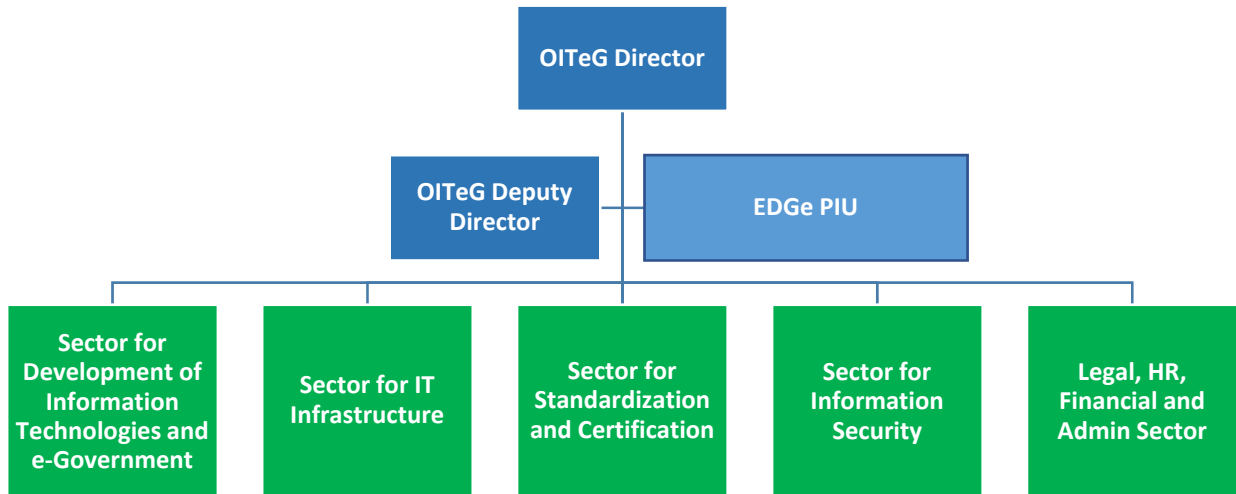 OITeG Director
OITeG Deputy
Director
EDGe PIU
Sector for
Development of
Information
Technologies and
e-Government
Sector for IT
Infrastructure
Sector for
Standardization
and Certification
Sector for
Information
Security
Legal, HR,
Financial and
Admin Sector